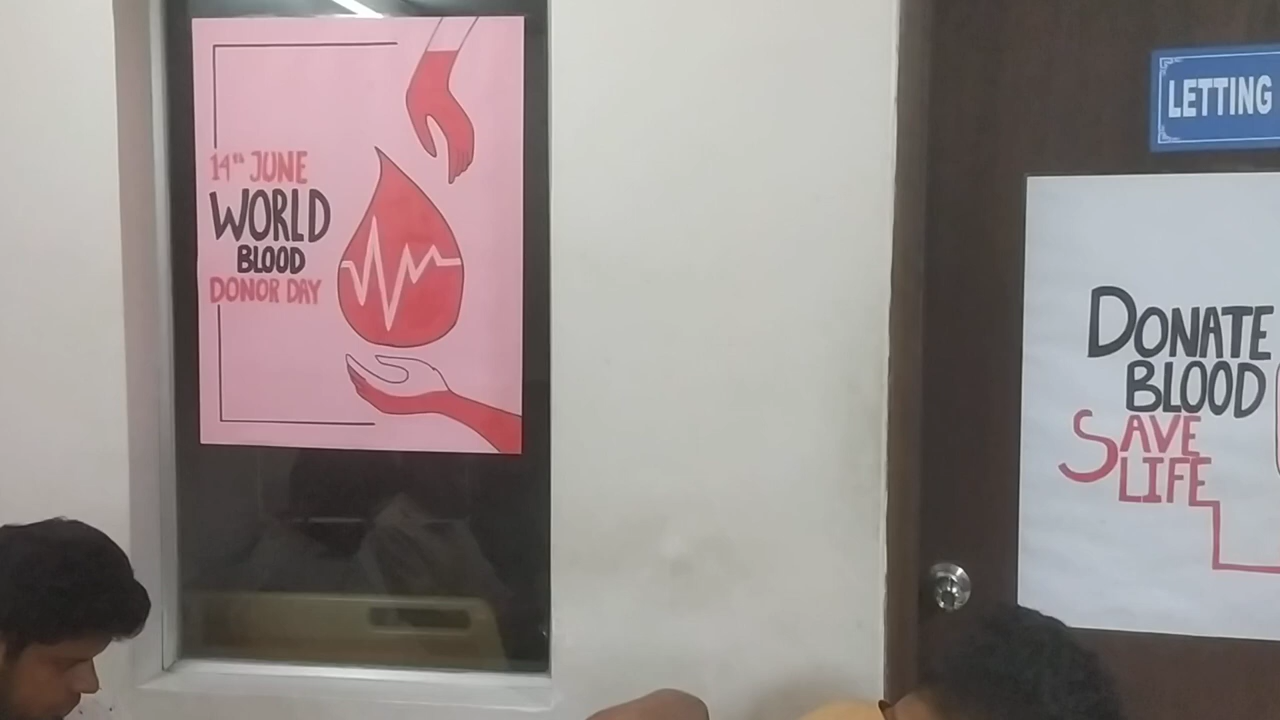 14TH JUNE
WORLD
BLOOD
DONOR DAY
LETTING
DONATE
BLOOD
SAVE
LIFE